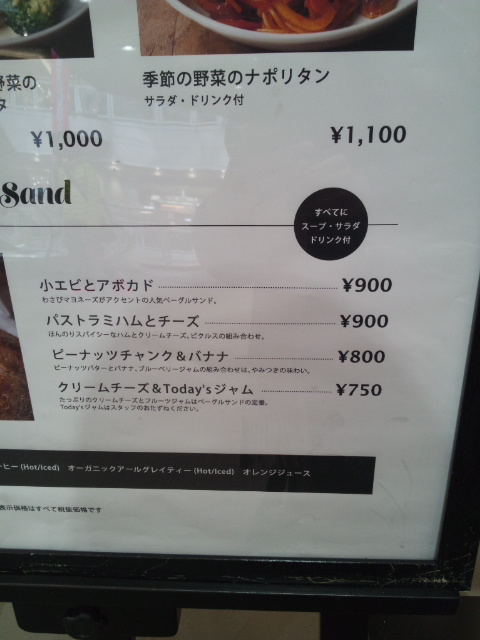 野菜の
タ
¥1,000
季節の野菜のナポリタン
サラダ・ドリンク付
¥1,100
Sand
すべてに
スープ・サラダ
ドリンク付
小エビとアボカド ¥900
わさびマヨネーズがアクセントの人気ベーグルサンド。
パストラミハムとチーズ ¥900
ほんのりスパイシーなハムとクリームチーズ、ピクルスの組み合わせ。
ピーナッツチャンク＆バナナ ¥800
ピーナッツバターとバナナ、ブルーベリージャムの組み合わせは、やみつきの味わい。
クリームチーズ＆Today'sジャム ¥750
たっぷりのクリームチーズとフルーツジャムはベーグルサンドの定番。
Today'sジャムはスタッフのおたずねください。
ーヒー (Hot/Iced) オーガニックアールグレイティー (Hot/Iced) オレンジジュース
表示価格はすべて税抜価格です